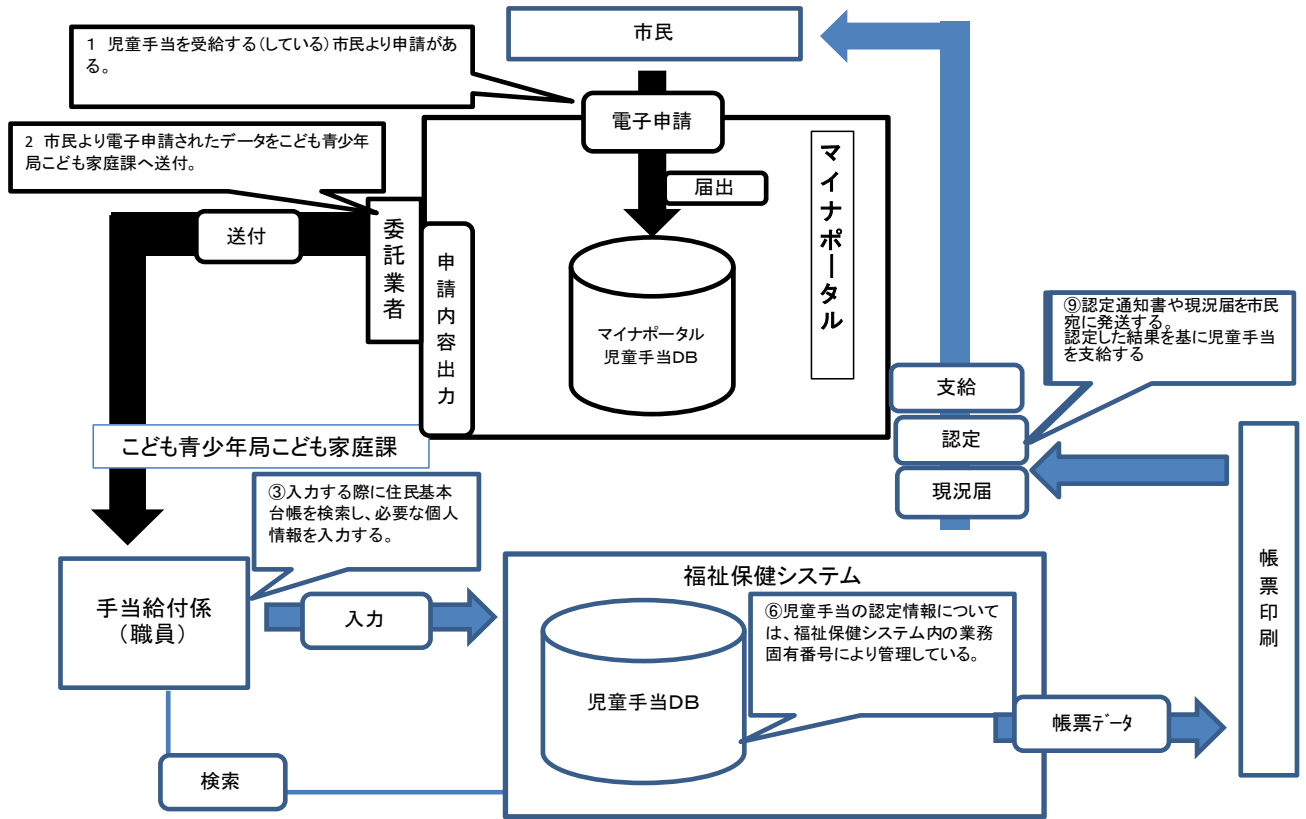 市民
1 児童手当を受給する(している)市民より申請があ
る。
電子申請
2 市民より電子申請されたデータをこども青少年
局こども家庭課へ送付。
マイナポータル
届出
送付
委託業者
申請内容出力
マイナポータル
児童手当DB
⑨認定通知書や現況届を市民
宛に発送する。
認定した結果を基に児童手当
を支給する
支給
認定
現況届
こども青少年局こども家庭課
③入力する際に住民基本
台帳を検索し、必要な個人
情報を入力する。
帳票印刷
手当給付係
(職員)
入力
福祉保健システム
⑥児童手当の認定情報について
は、福祉保健システム内の業務
固有番号により管理している。
児童手当DB
帳票データ
検索